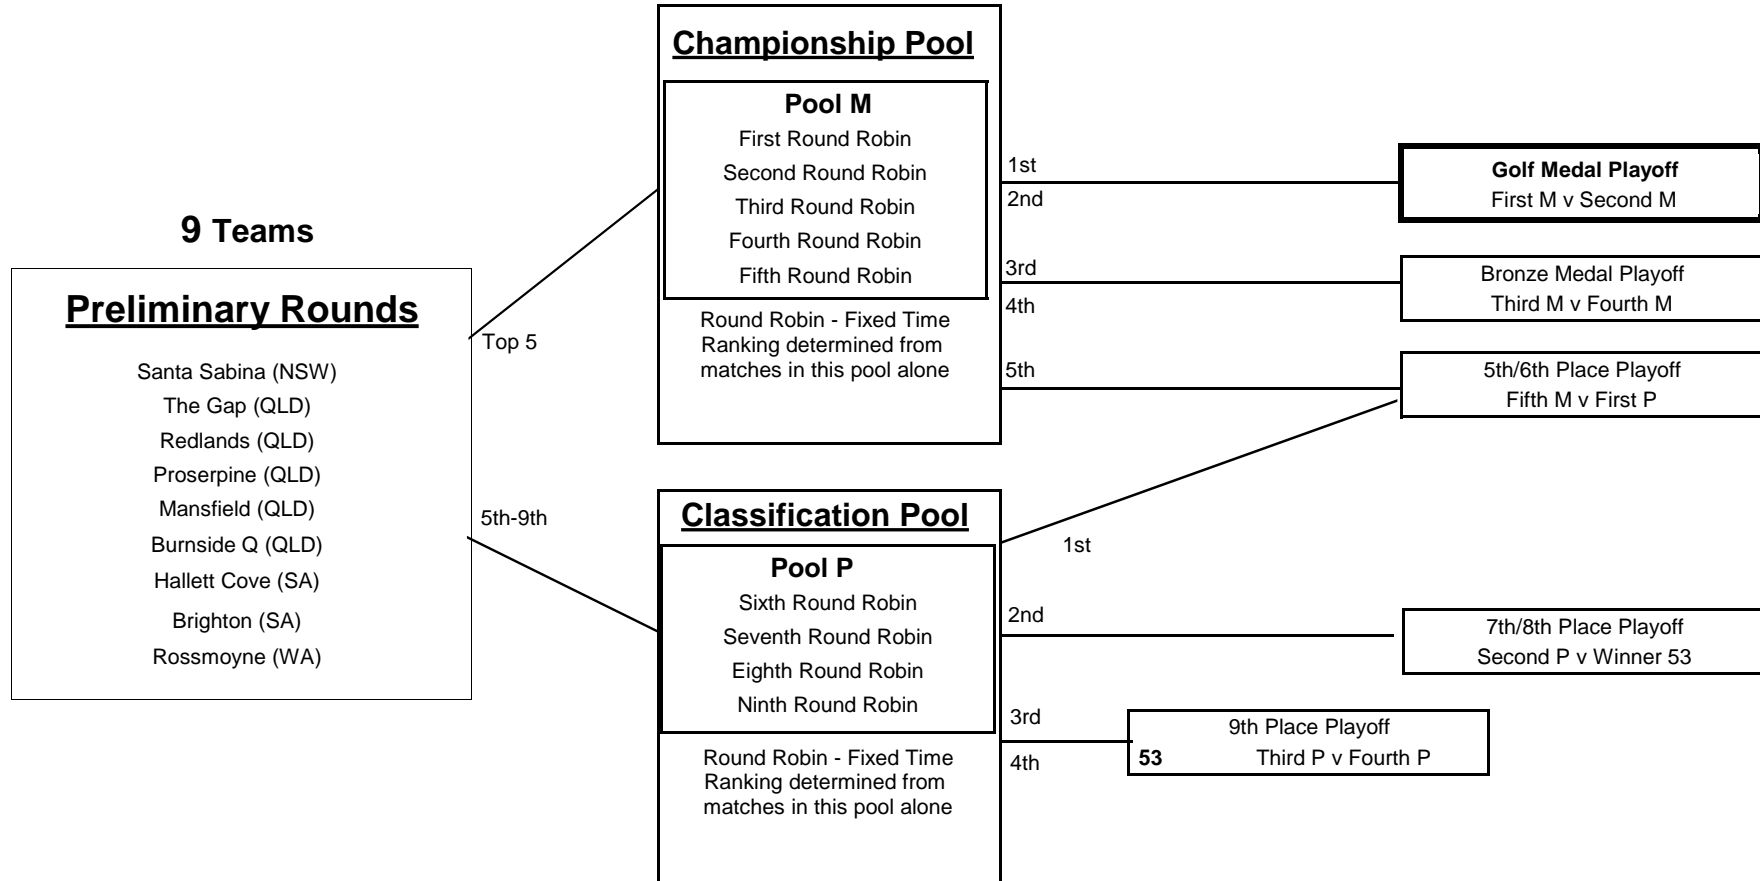 9 Teams
Preliminary Rounds
Santa Sabina (NSW)
The Gap (QLD)
Redlands (QLD)
Proserpine (QLD)
Mansfield (QLD)
Burnside Q (QLD)
Hallett Cove (SA)
Brighton (SA)
Rossmoyne (WA)
Top 5
5th-9th
Championship Pool
Pool M
First Round Robin
Second Round Robin
Third Round Robin
Fourth Round Robin
Fifth Round Robin
Round Robin - Fixed Time
Ranking determined from
matches in this pool alone
1st
2nd
3rd
4th
5th
Golf Medal Playoff
First M v Second M
Bronze Medal Playoff
Third M v Fourth M
5th/6th Place Playoff
Fifth M v First P
Classification Pool
Pool P
Sixth Round Robin
Seventh Round Robin
Eighth Round Robin
Ninth Round Robin
Round Robin - Fixed Time
Ranking determined from
matches in this pool alone
1st
2nd
3rd
4th
7th/8th Place Playoff
Second P v Winner 53
9th Place Playoff
53 Third P v Fourth P